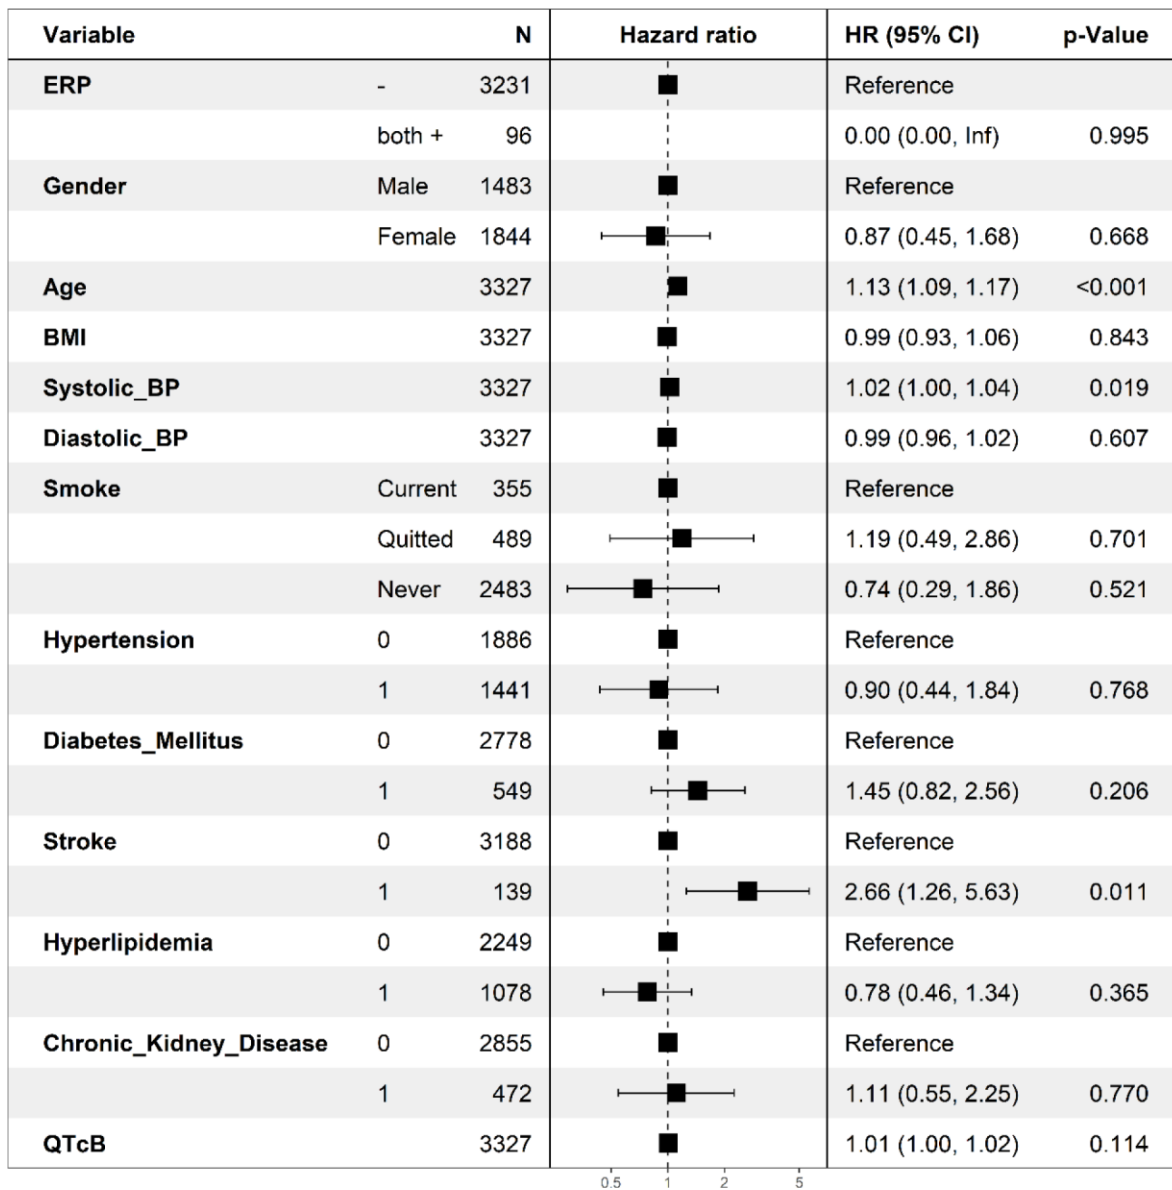 Variable N Hazard ratio HR (95% CI) p-Value
ERP - 3231 Reference
both + 96 0.00 (0.00, Inf) 0.995
Gender Male 1483 Reference
Female 1844 0.87 (0.45, 1.68) 0.668
Age 3327 1.13 (1.09, 1.17) <0.001
BMI 3327 0.99 (0.93, 1.06) 0.843
Systolic_BP 3327 1.02 (1.00, 1.04) 0.019
Diastolic_BP 3327 0.99 (0.96, 1.02) 0.607
Smoke Current 355 Reference
Quitted 489 1.19 (0.49, 2.86) 0.701
Never 2483 0.74 (0.29, 1.86) 0.521
Hypertension 0 1886 Reference
1 1441 0.90 (0.44, 1.84) 0.768
Diabetes_Mellitus 0 2778 Reference
1 549 1.45 (0.82, 2.56) 0.206
Stroke 0 3188 Reference
1 139 2.66 (1.26, 5.63) 0.011
Hyperlipidemia 0 2249 Reference
1 1078 0.78 (0.46, 1.34) 0.365
Chronic_Kidney_Disease 0 2855 Reference
1 472 1.11 (0.55, 2.25) 0.770
QTcB 3327 1.01 (1.00, 1.02) 0.114
0.5 1 2 5